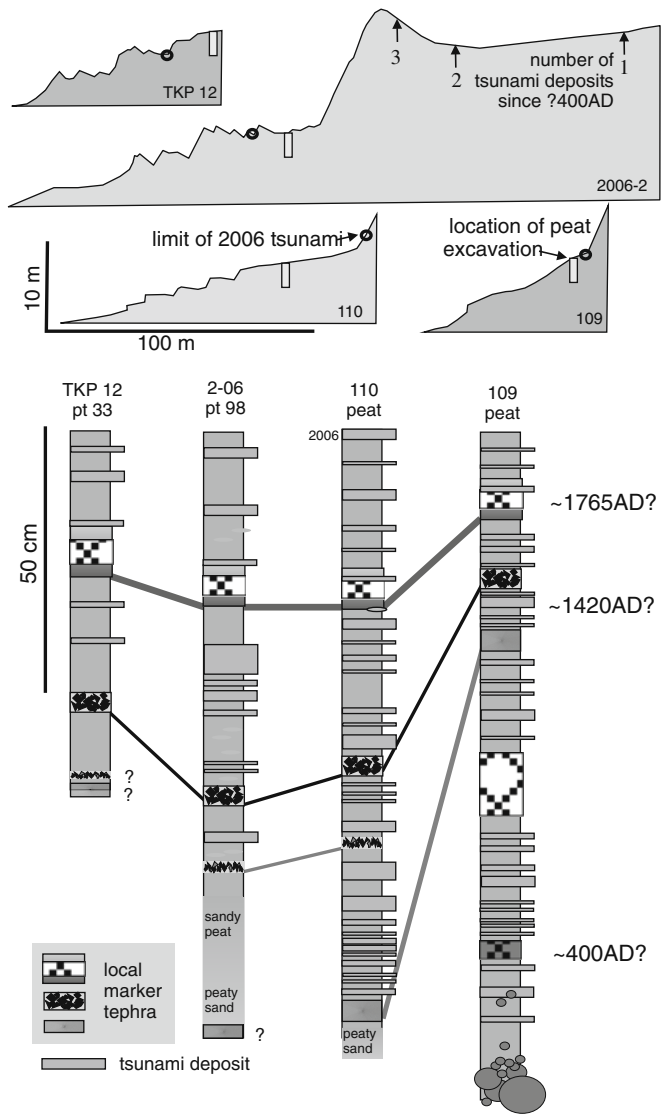 TKP 12
3
2
1
number of
tsunami deposits
since ?400AD
2006-2
limit of 2006 tsunami
location of peat
excavation
10 m
100 m
110
109
TKP 12
pt 33
2-06
pt 98
110
peat
109
peat
2006
50 cm
~1765AD?
~1420AD?
?
?
sandy
peat
peaty
sand
?
peaty
sand
~400AD?
local
marker
tephra
tsunami deposit